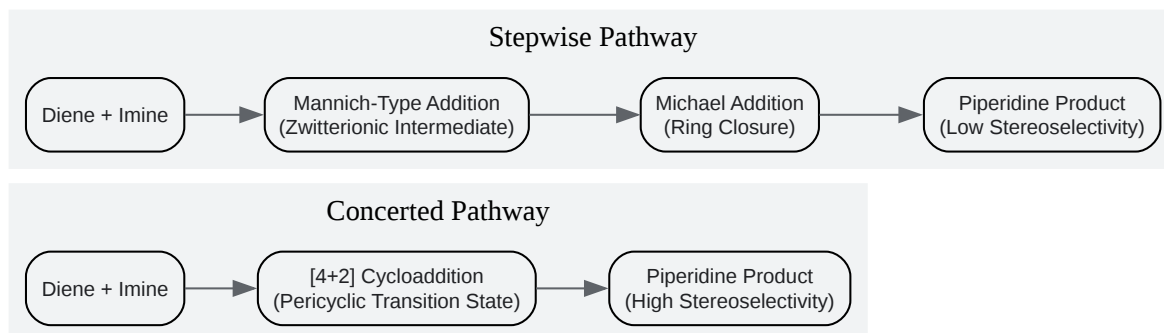 Stepwise Pathway
Diene + Imine
Mannich-Type Addition
(Zwitterionic Intermediate)
Michael Addition
(Ring Closure)
Piperidine Product
(Low Stereoselectivity)
Concerted Pathway
Diene + Imine
[4+2] Cycloaddition
(Pericyclic Transition State)
Piperidine Product
(High Stereoselectivity)